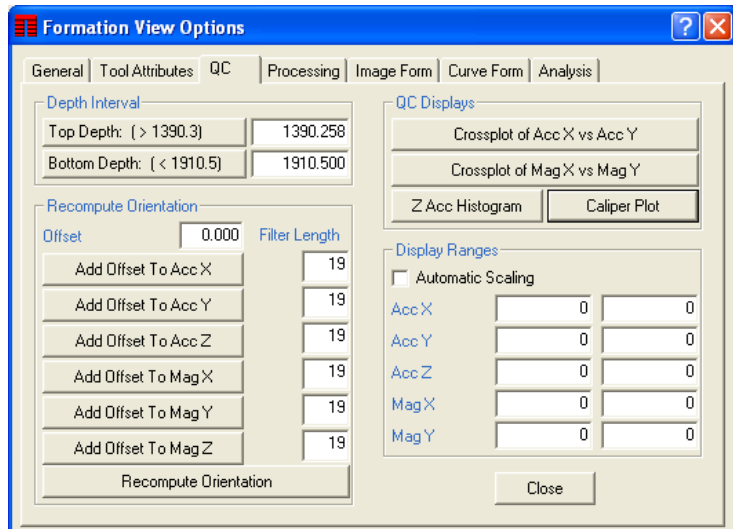 Formation View Options
General Tool Attributes QC Processing Image Form Curve Form Analysis
Depth Interval
Top Depth: ( > 1390.3) 1390.258
Bottom Depth: ( < 1910.5) 1910.500
Recompute Orientation
Offset 0.000 Filter Length
Add Offset To Acc X 19
Add Offset To Acc Y 19
Add Offset To Acc Z 19
Add Offset To Mag X 19
Add Offset To Mag Y 19
Add Offset To Mag Z 19
Recompute Orientation
QC Displays
Crossplot of Acc X vs Acc Y
Crossplot of Mag X vs Mag Y
Z Acc Histogram Caliper Plot
Display Ranges
Automatic Scaling
Acc X 0 0
Acc Y 0 0
Acc Z 0 0
Mag X 0 0
Mag Y 0 0
Close